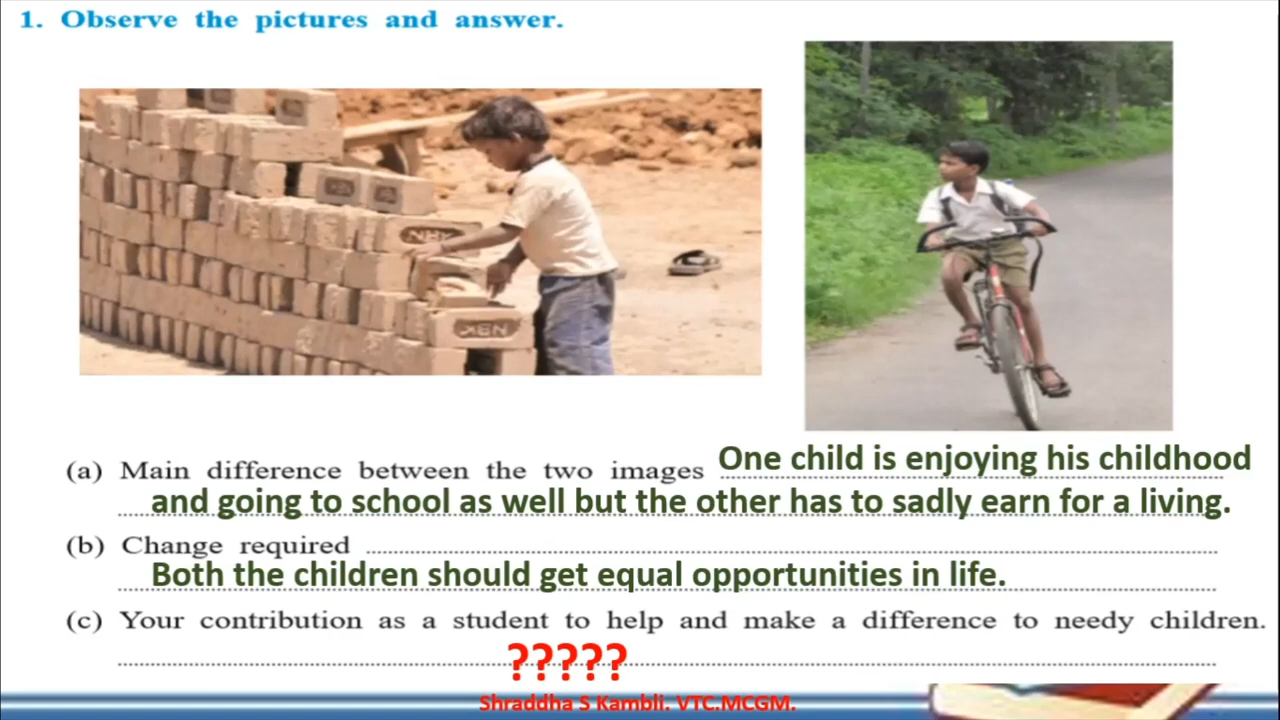 1. Observe the pictures and answer.
NBK
(a) Main difference between the two images One child is enjoying his childhood
and going to school as well but the other has to sadly earn for a living.
(b) Change required
Both the children should get equal opportunities in life.
(c) Your contribution as a student to help and make a difference to needy children.
?????
Shraddha S Kambli. VTC.MCGM.